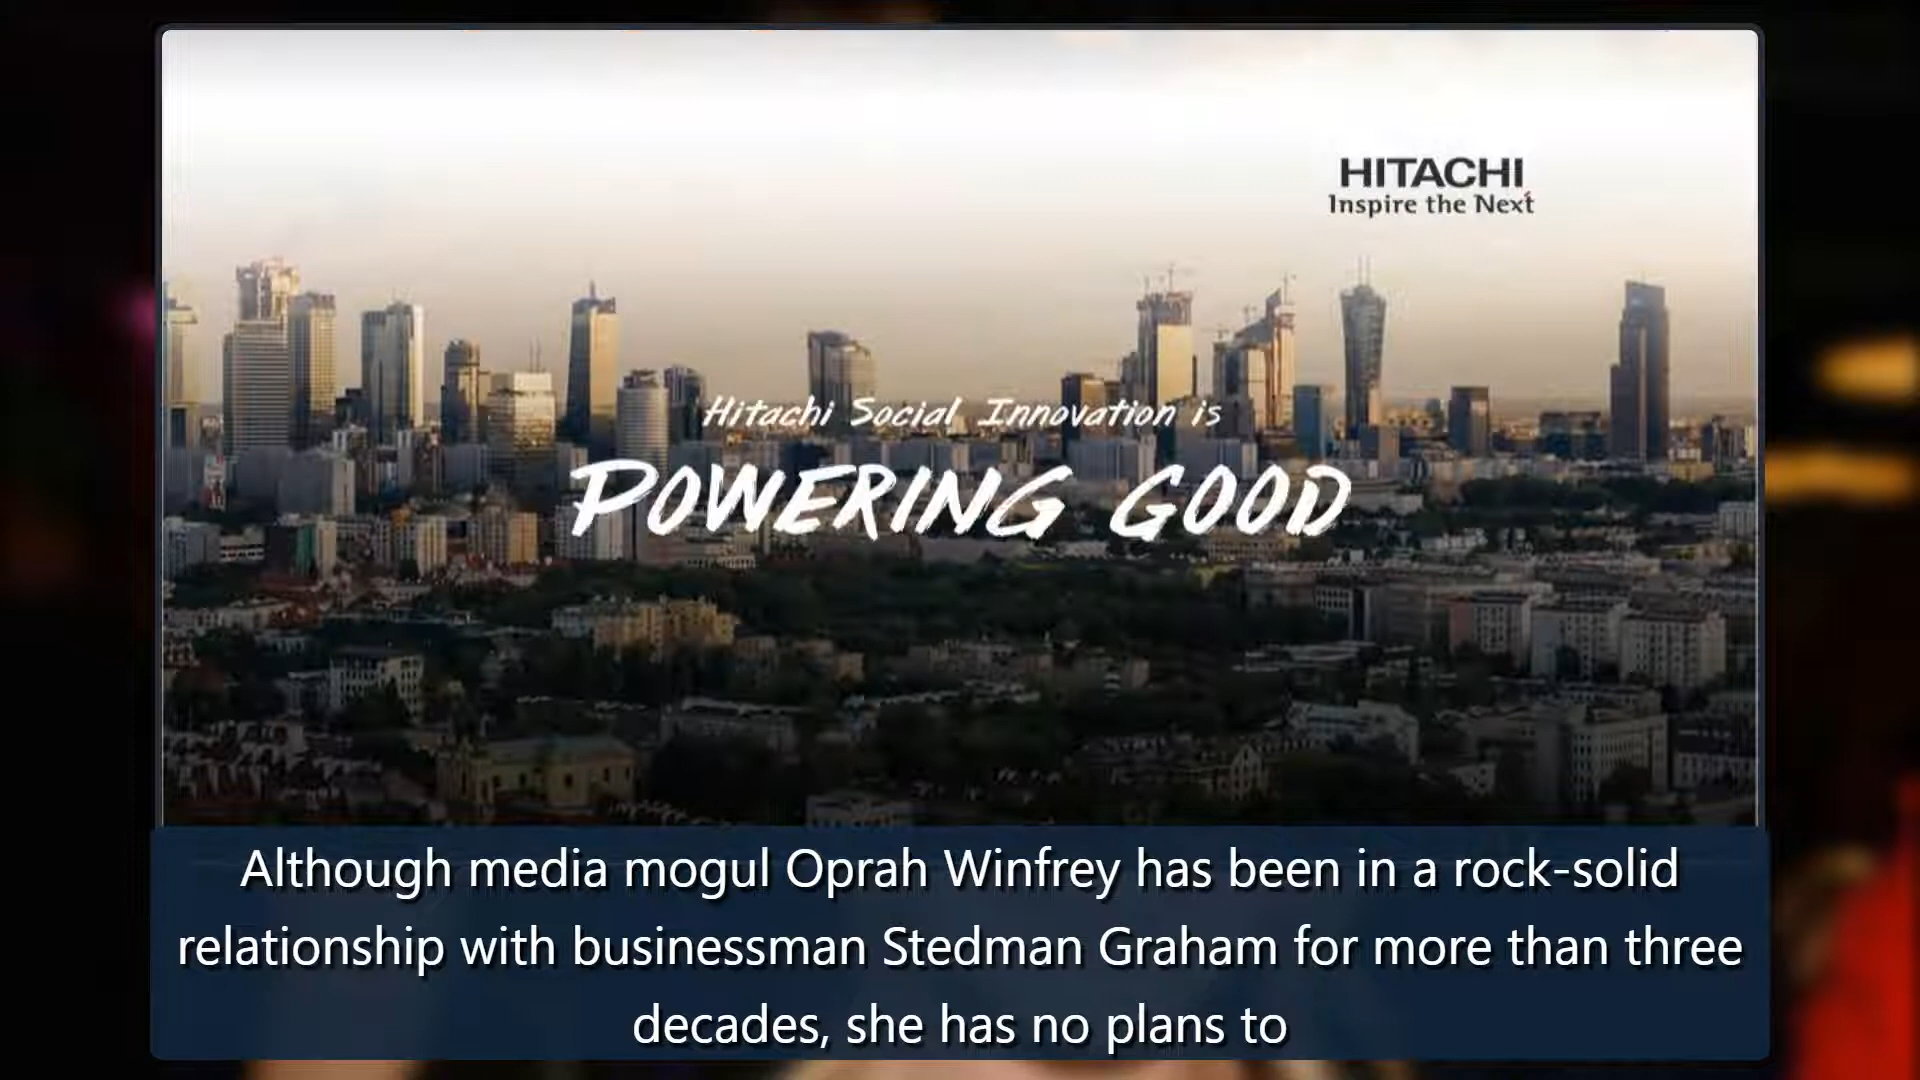 HITACHI
Inspire the Next
Hitachi Social Innovation is
POWERING GOOD
Although media mogul Oprah Winfrey has been in a rock-solid
relationship with businessman Stedman Graham for more than three
decades, she has no plans to